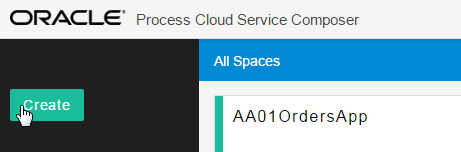 ORACLE® Process Cloud Service Composer
All Spaces
Create
AA01OrdersApp